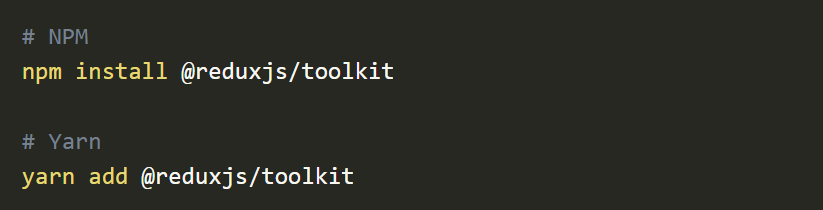 # NPM
npm install @reduxjs/toolkit
# Yarn
yarn add @reduxjs/toolkit